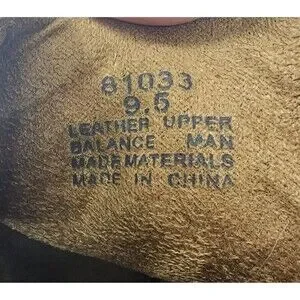 81033
9.5
LEATHER UPPER
BALANCE MAN
MADE MATERIALS
MADE IN CHINA